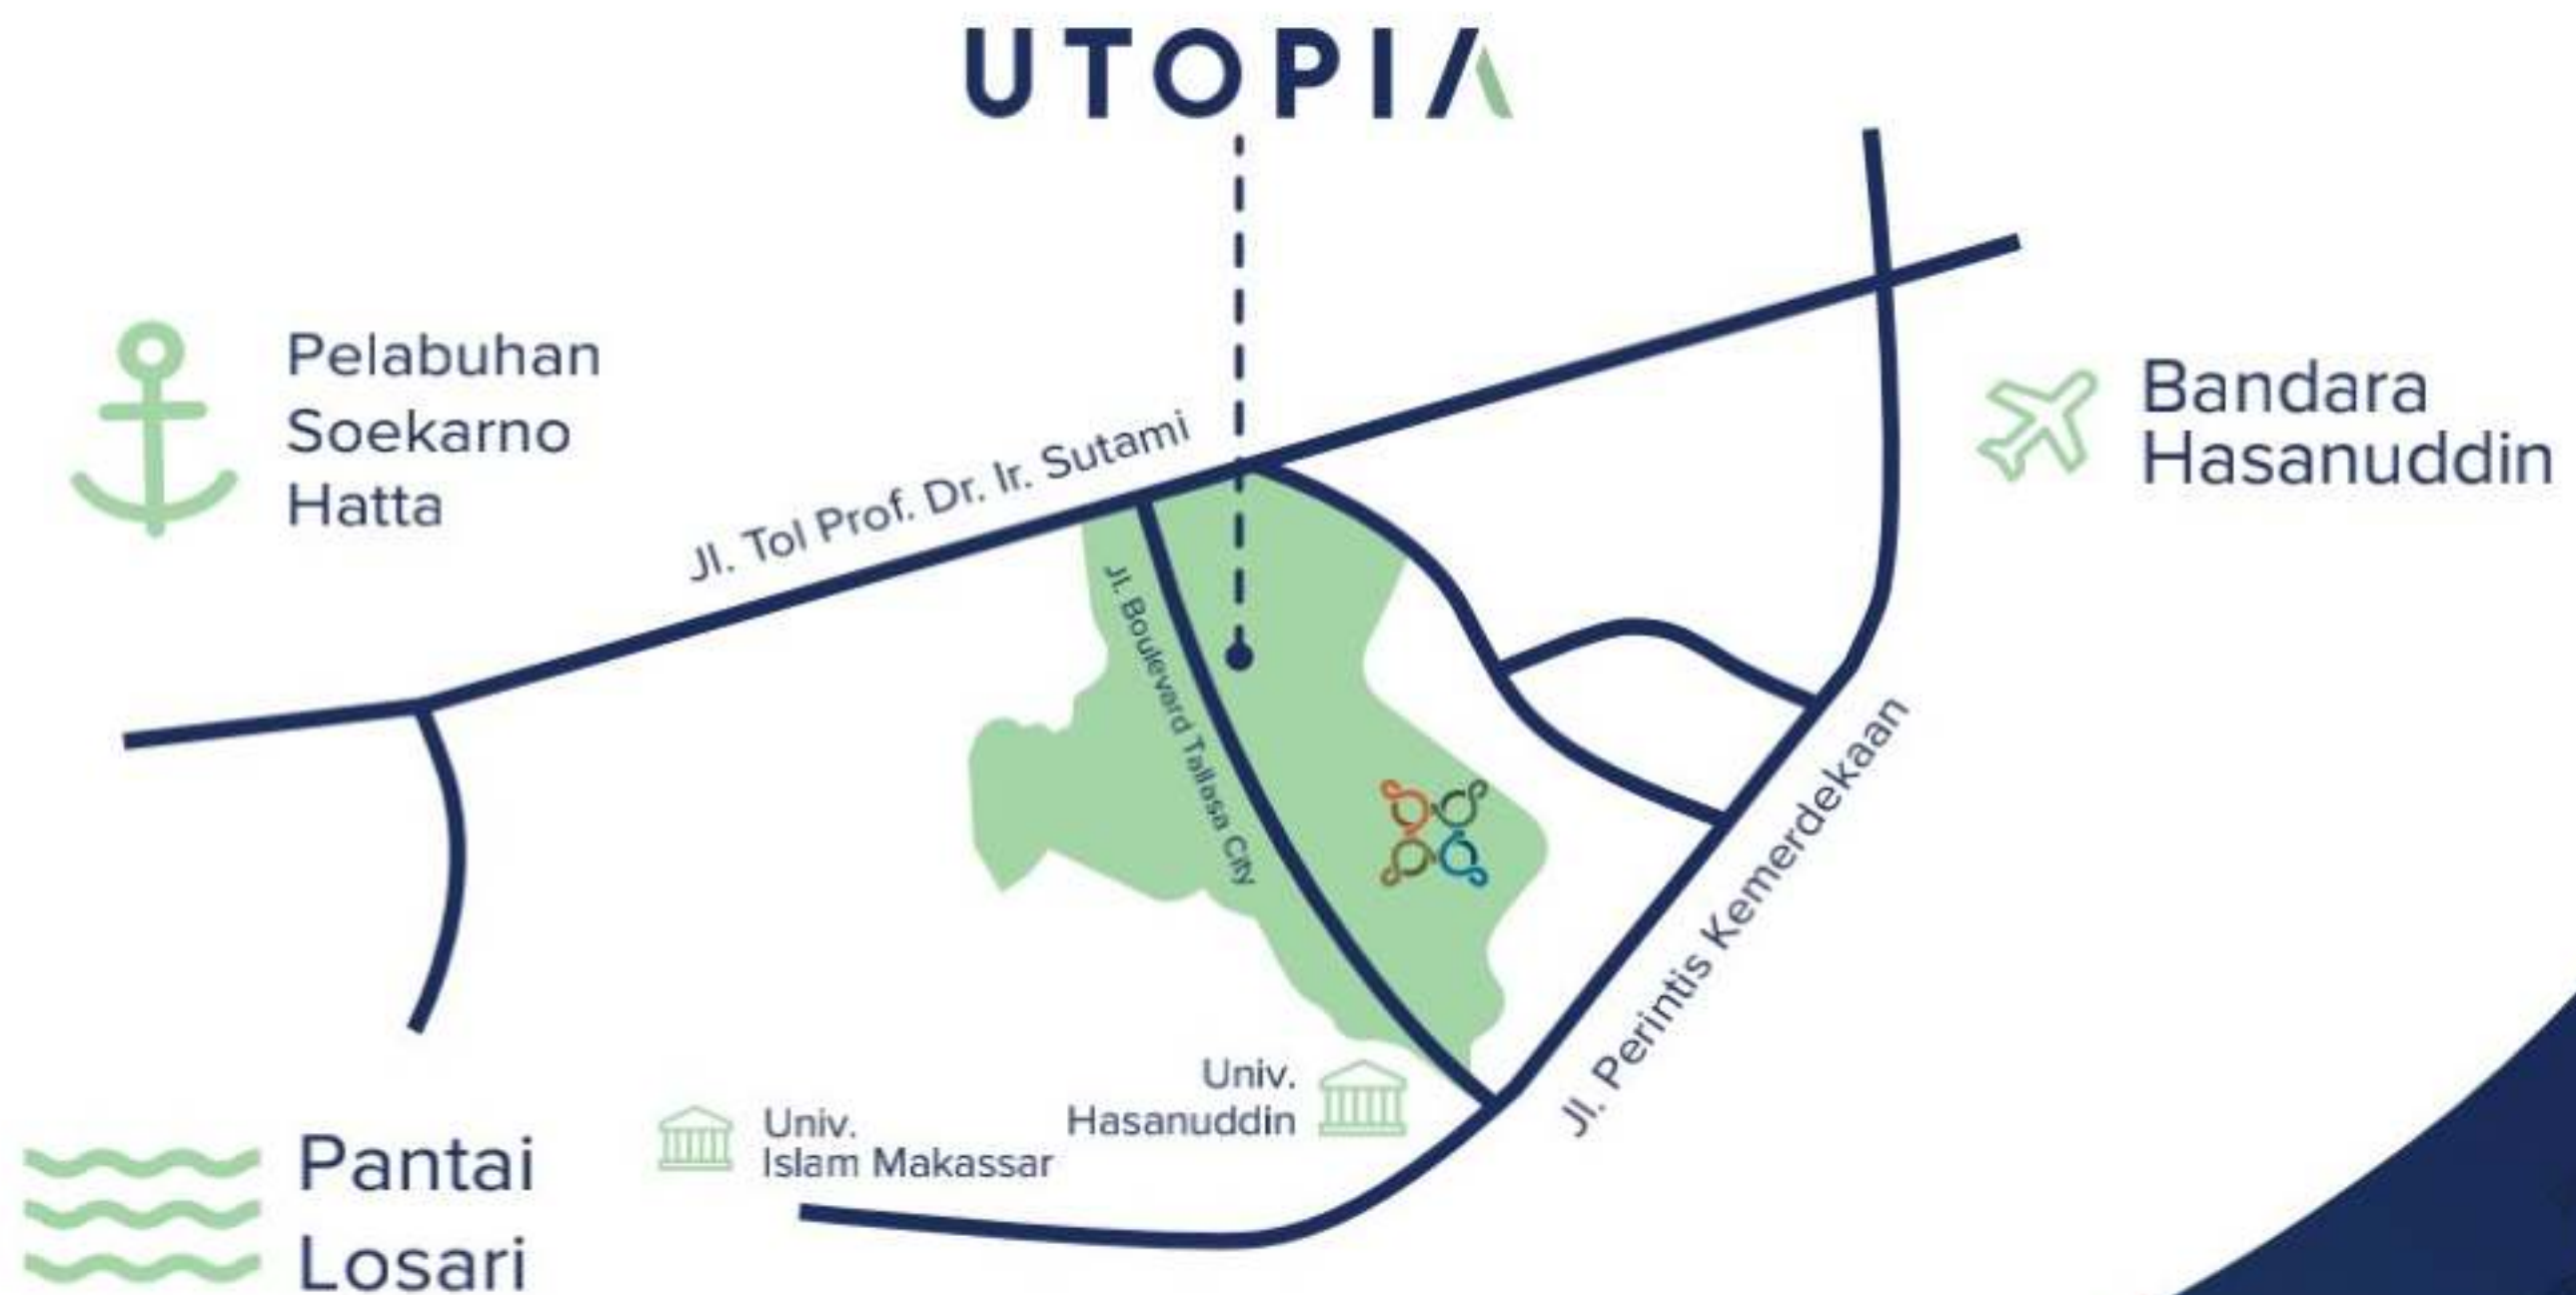 UTOPIA
Pelabuhan
Soekarno
Hatta
Jl. Tol Prof. Dr. Ir. Sutami
Bandara
Hasanuddin
Jl. Boulevard Tallasa City
Jl. Perintis Kemerdekaan
Univ.
Hasanuddin
Univ.
Islam Makassar
Pantai
Losari